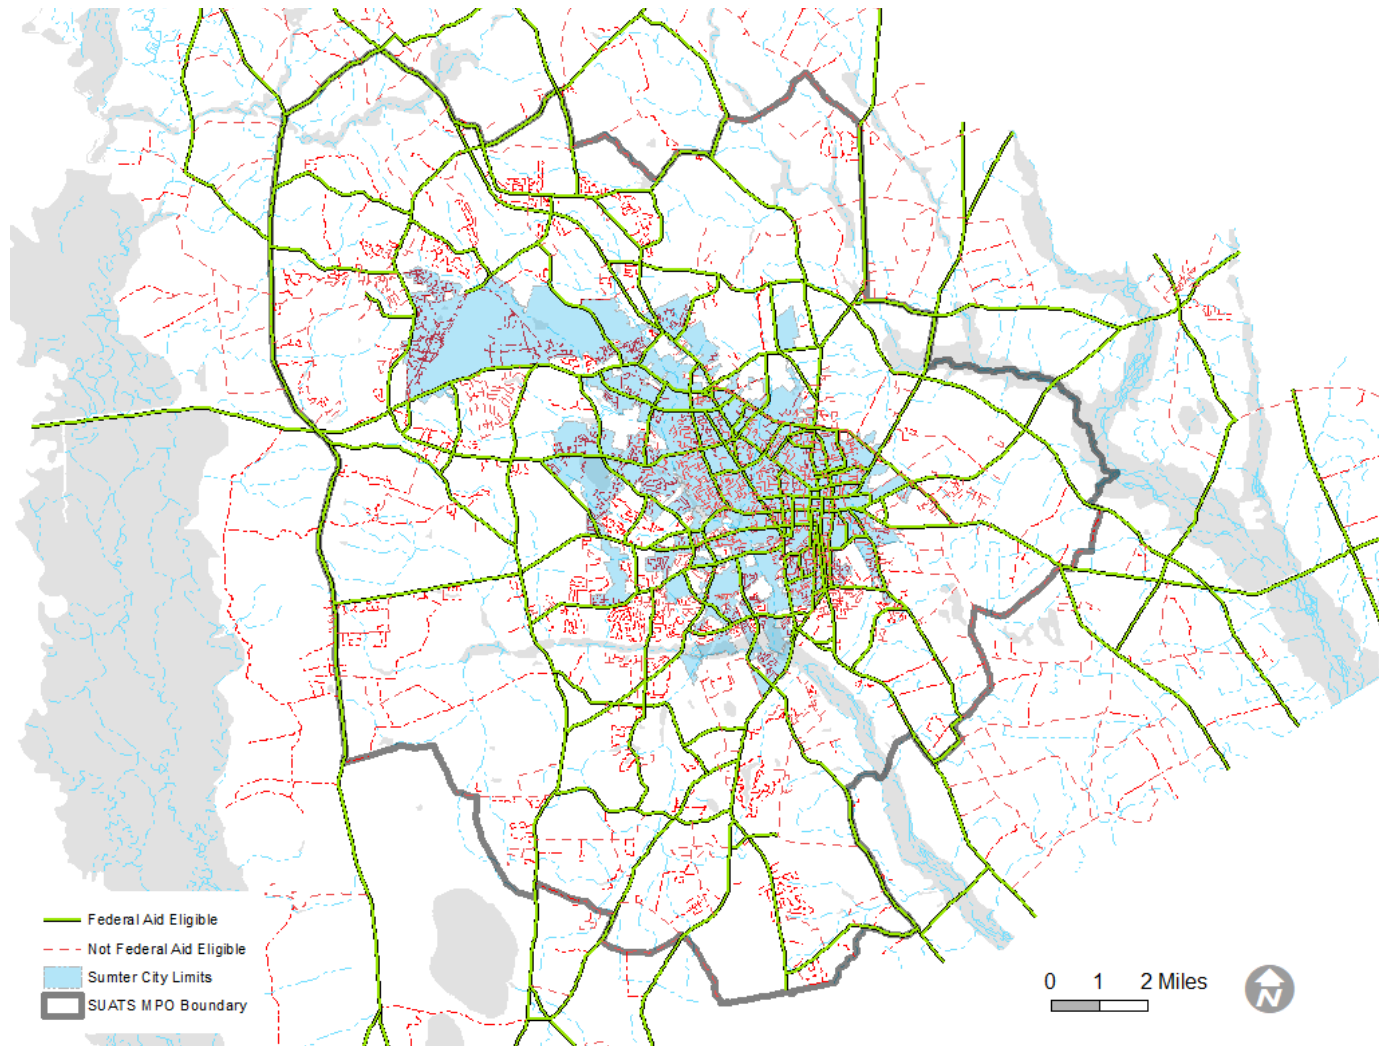 Federal Aid Eligible
Not Federal Aid Eligible
Sumter City Limits
SUATS MPO Boundary
0 1 2 Miles
N